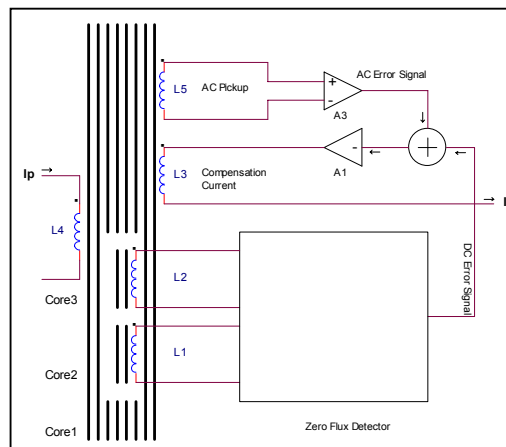 L5
AC Pickup
+
-
A3
AC Error Signal
L3
Compensation
Current
-
A1
Ip
I
L4
DC Error Signal
L2
Core3
L1
Core2
Core1
Zero Flux Detector